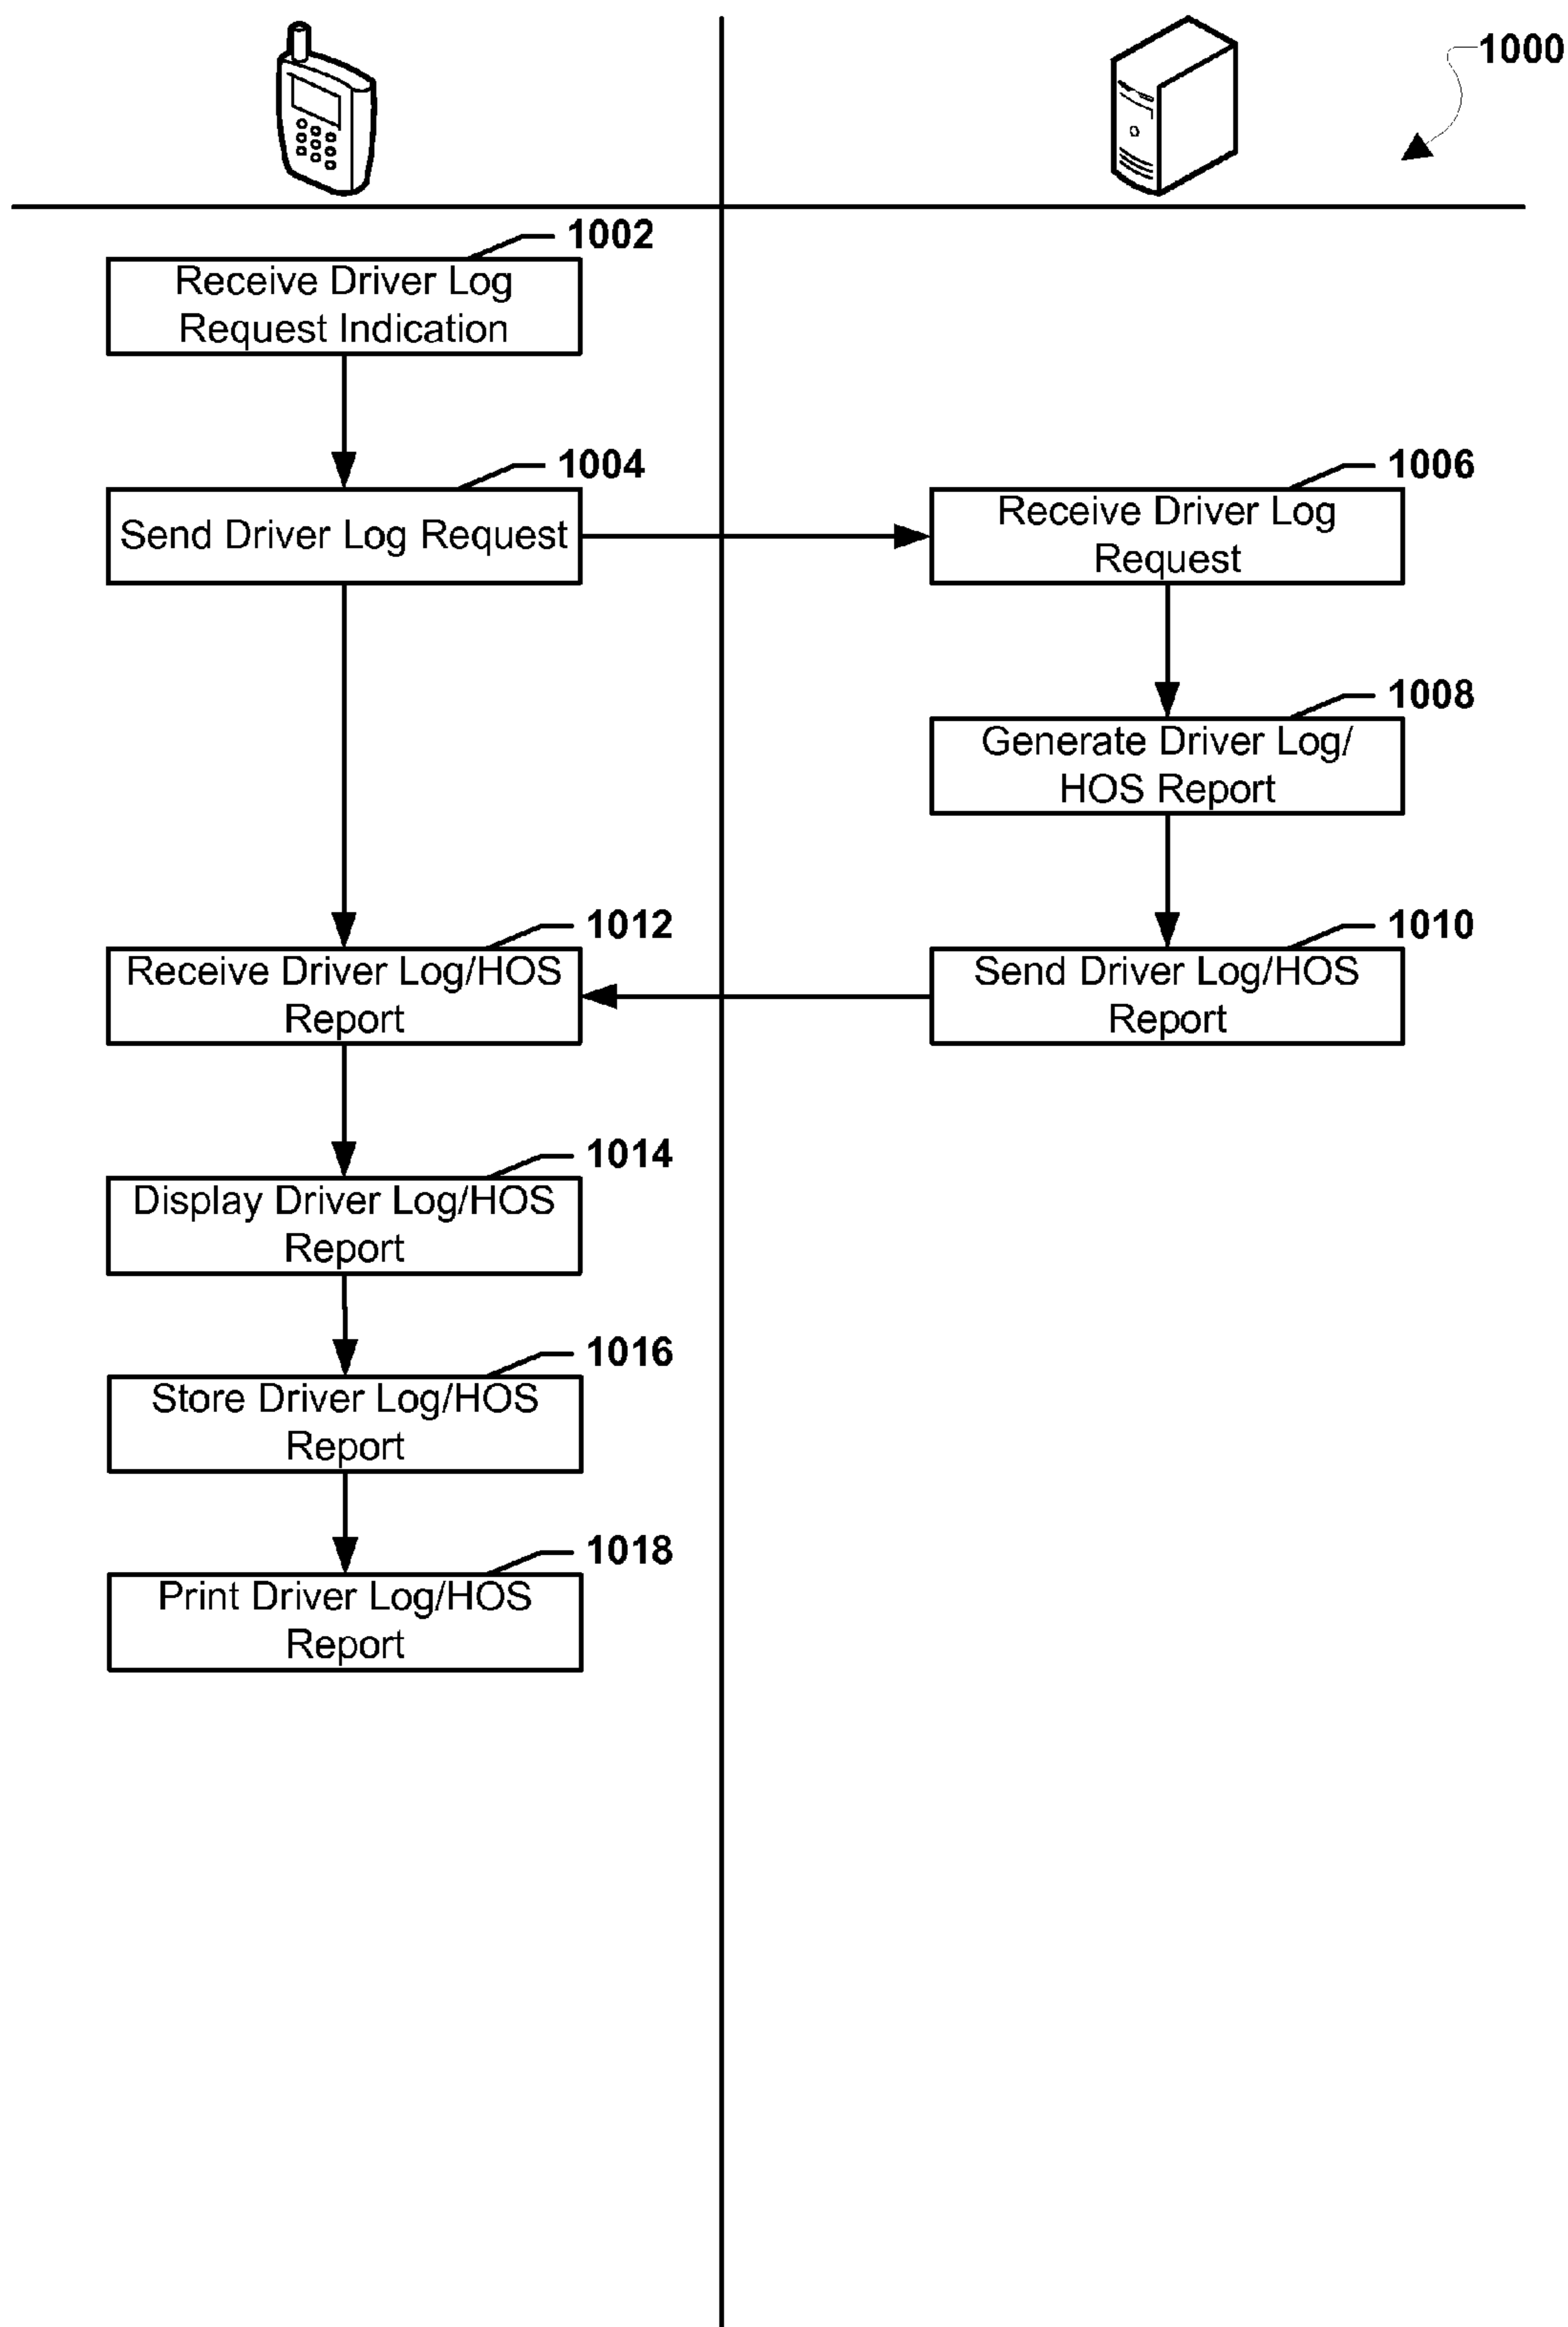 1000
1002
Receive Driver Log
Request Indication
1004
Send Driver Log Request
1006
Receive Driver Log
Request
1008
Generate Driver Log/
HOS Report
1012
Receive Driver Log/HOS
Report
1010
Send Driver Log/HOS
Report
1014
Display Driver Log/HOS
Report
1016
Store Driver Log/HOS
Report
1018
Print Driver Log/HOS
Report